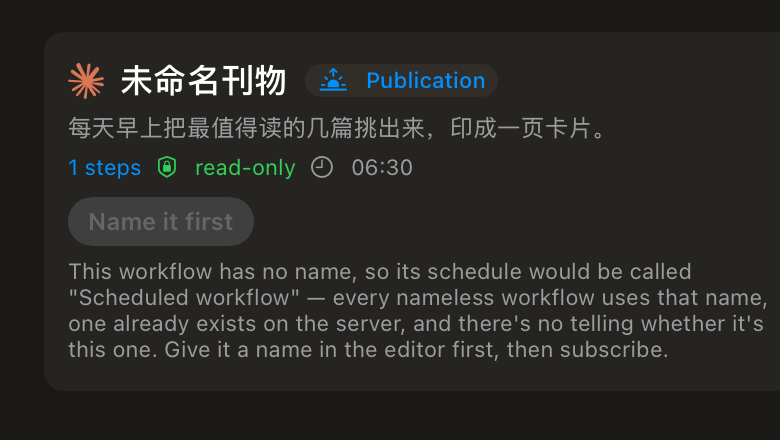 未命名刊物 Publication
每天早上把最值得读的几篇挑出来，印成一页卡片。
1 steps read-only 06:30
Name it first
This workflow has no name, so its schedule would be called
"Scheduled workflow" — every nameless workflow uses that name,
one already exists on the server, and there's no telling whether it's
this one. Give it a name in the editor first, then subscribe.